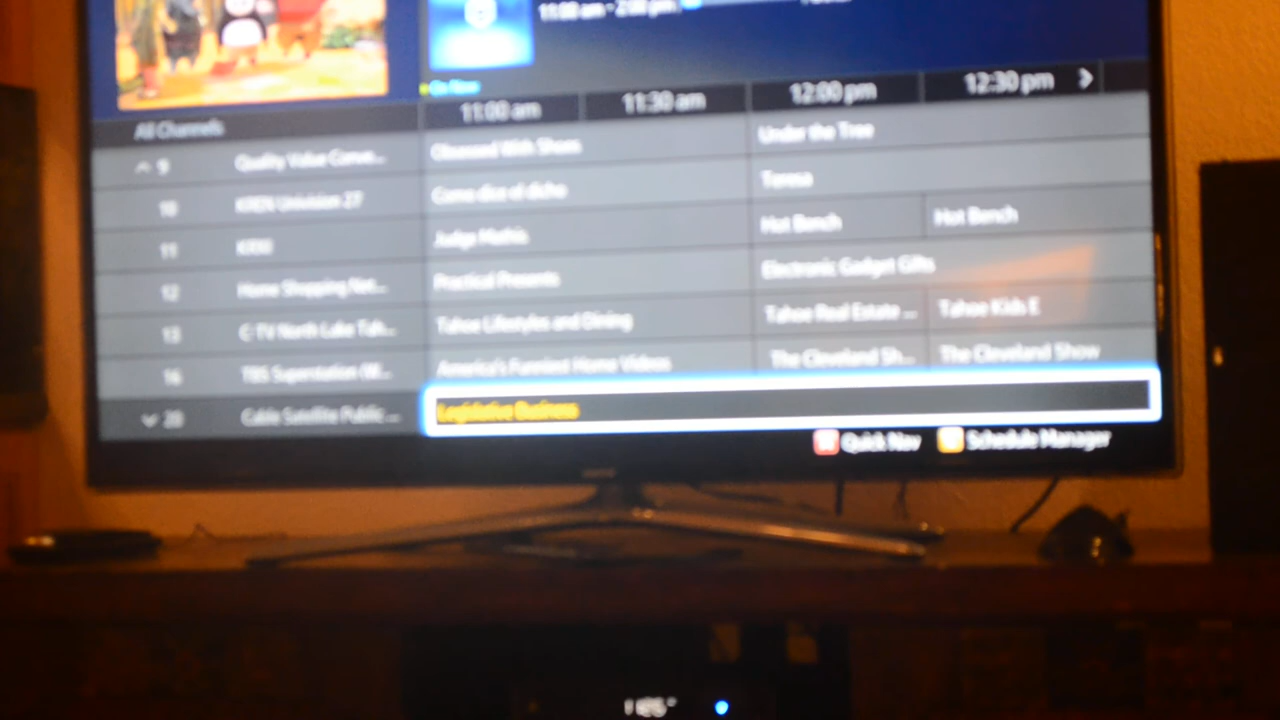 11:00 am - 2:00 pm
On Now
All Channels 11:00 am 11:30 am 12:00 pm 12:30 pm
9 Quality Value Conve... Obsessed With Shoes Under the Tree
10 KREN Univision 27 Como dice el dicho Teresa
11 Judge Mathis Hot Bench Hot Bench
12 Home Shopping Net... Practical Presents Electronic Gadget Gifts
13 C TV North Lake Tah... Tahoe Lifestyles and Dining Tahoe Real Estate ... Tahoe Kids E
16 TBS Superstation (W... America's Funniest Home Videos The Cleveland Sh... The Cleveland Show
20 Cable Satellite Public ... Legislative Business
Quick Nav Schedule Manager